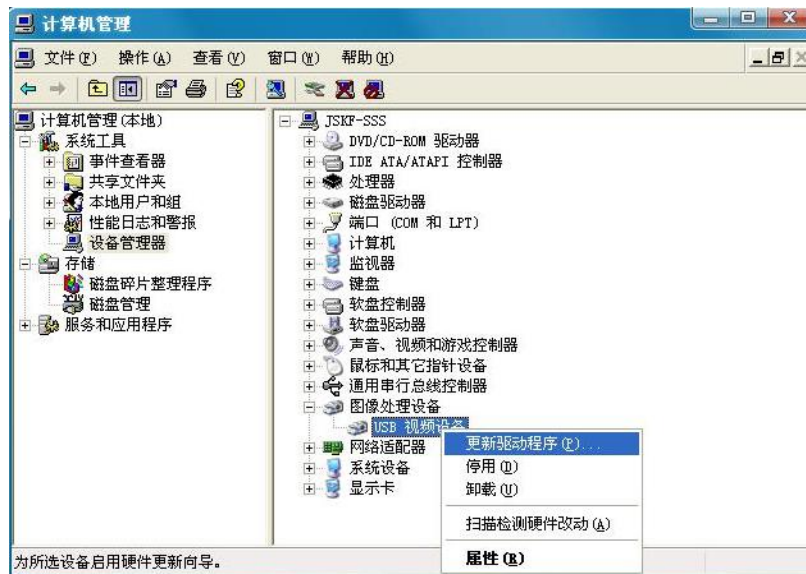 计算机管理
文件(F) 操作(A) 查看(V) 窗口(W) 帮助(H)
计算机管理(本地)
系统工具
事件查看器
共享文件夹
本地用户和组
性能日志和警报
设备管理器
存储
磁盘碎片整理程序
磁盘管理
服务和应用程序
JSKF-SSS
DVD/CD-ROM 驱动器
IDE ATA/ATAPI 控制器
处理器
磁盘驱动器
端口 (COM 和 LPT)
计算机
监视器
键盘
软盘控制器
软盘驱动器
声音、视频和游戏控制器
鼠标和其它指针设备
通用串行总线控制器
图像处理设备
USB 视频设备
网络适配器
系统设备
显示卡
更新驱动程序(P)...
停用(D)
卸载(U)
扫描检测硬件改动(A)
属性(R)
为所选设备启用硬件更新向导。